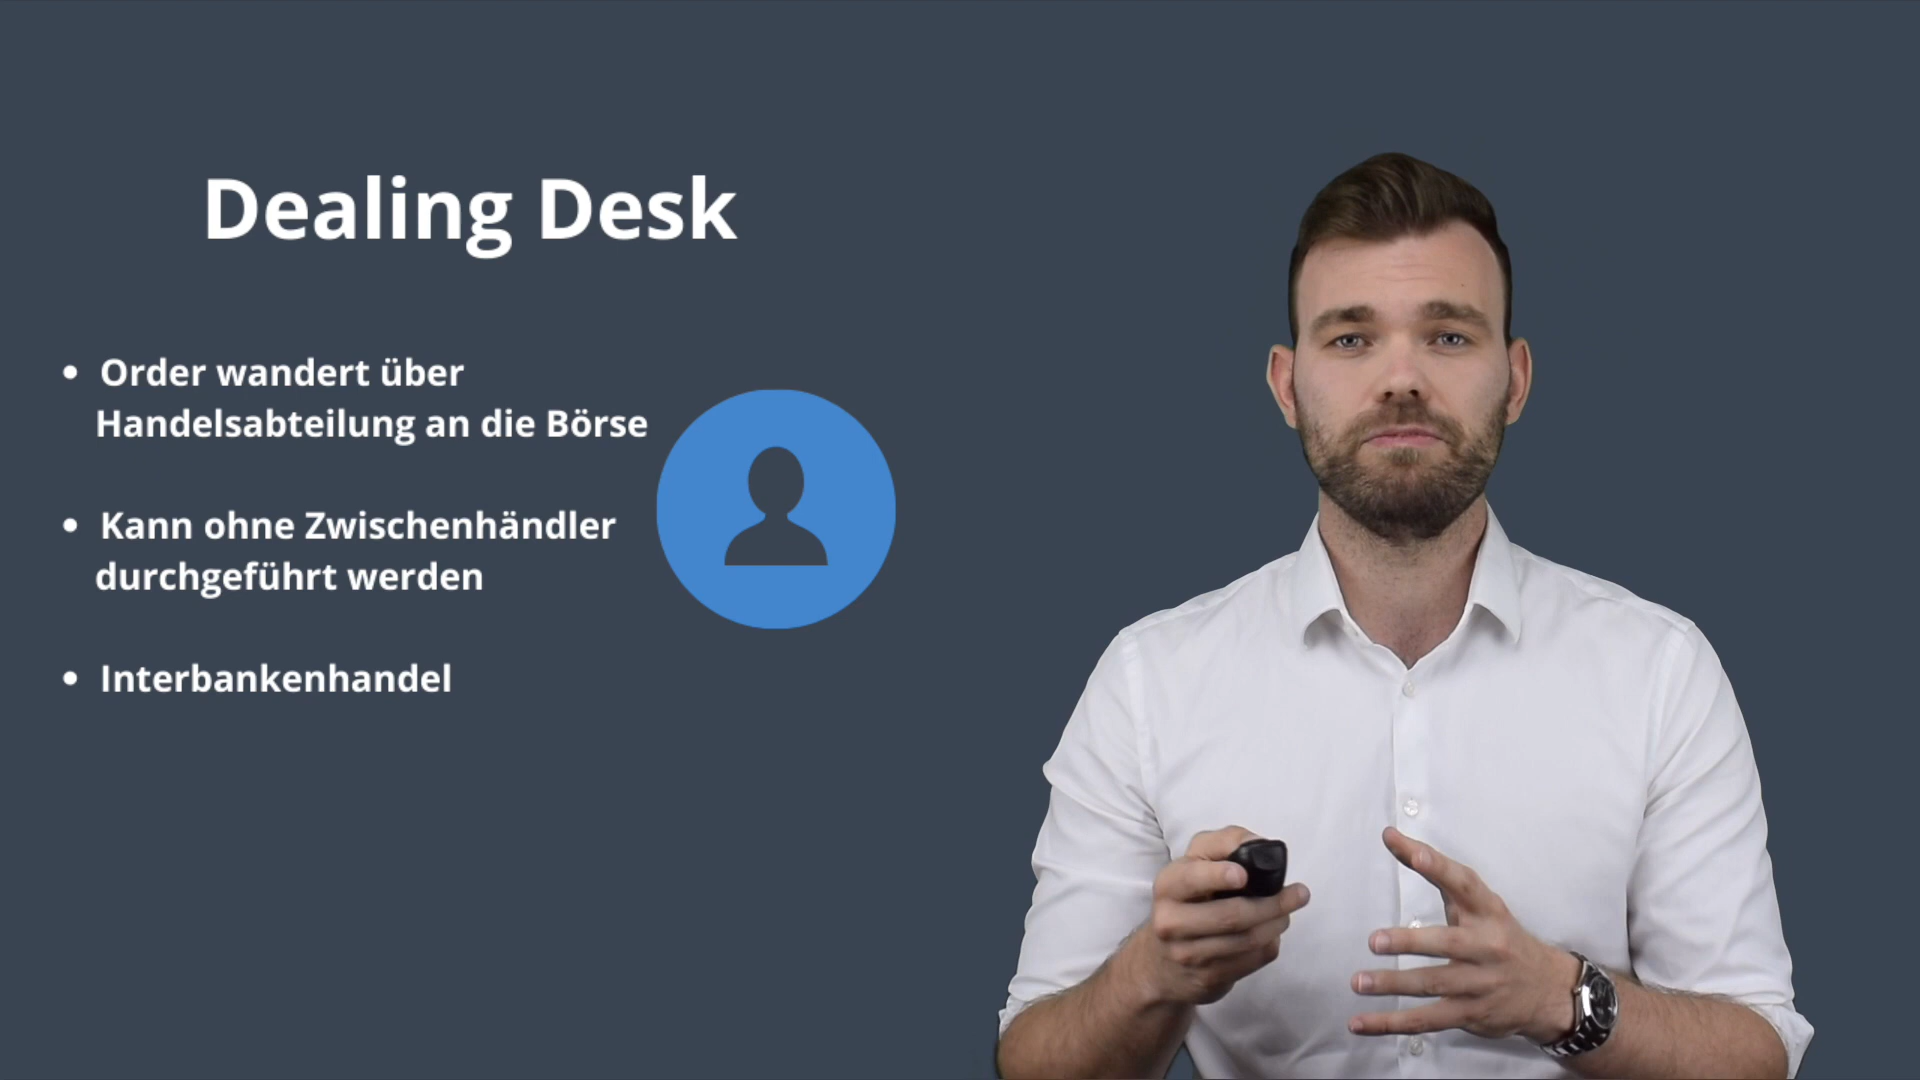 Dealing Desk
• Order wandert über
Handelsabteilung an die Börse
• Kann ohne Zwischenhändler
durchgeführt werden
• Interbankenhandel